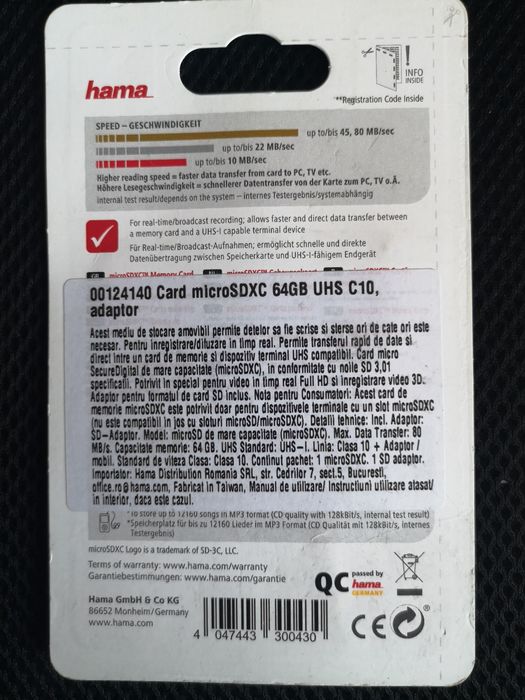 hama
INFO
INSIDE
**Registration Code Inside
SPEED – GESCHWINDIGKEIT
up to/bis 45, 80 MB/sec
up to/bis 22 MB/sec
up to/bis 10 MB/sec
Higher reading speed = faster data transfer from card to PC, TV etc.
Höhere Lesegeschwindigkeit = schnellerer Datentransfer von der Karte zum PC, TV o.Ä.
internal test result/depends on the system – internes Testergebnis/systemabhängig
For real-time/broadcast recording; allows faster and direct data transfer between
a memory card and a UHS-I capable terminal device
Für Real-time/Broadcast-Aufnahmen; ermöglicht schnelle und direkte
Datenübertragung zwischen Speicherkarte und UHS-I-fähigem Endgerät
microSDXC™ Memory Card
00124140 Card microSDXC 64GB UHS C10,
adaptor
Acest mediu de stocare amovibil permite datelor sa fie scrise si sterse ori de cate ori este
necesar. Pentru inregistrare/difuzare in timp real. Permite transferul rapid de date si
direct intre un card de memorie si dispozitiv terminal UHS compatibil. Card micro
SecureDigital de mare capacitate (microSDXC), in conformitate cu noile SD 3,01
specificatii. Potrivit in special pentru video in timp real Full HD si inregistrare video 3D.
Adaptor pentru formatul de card SD inclus. Nota pentru Consumatori: Acest card de
memorie microSDXC este potrivit doar pentru dispozitivele terminale cu un slot microSDXC
(nu este compatibil in jos cu sloturi microSD/microSDXC). Detalii tehnice: Incl. Adaptor:
SD-Adaptor. Model: microSD de mare capacitate (microSDXC). Max. Data Transfer: 80
MB/s. Capacitate memorie: 64 GB. UHS Standard: UHS-I. Linia: Clasa 10 + Adaptor /
mobil. Standard de viteza Class: Clasa 10. Continut pachet: 1 microSDXC. 1 SD adaptor.
Importator: Hama Distribution Romania SRL, str. Cedrilor 7, sect.5, Bucuresti,
office.ro@hama.com, Fabricat in Taiwan, Manual de utilizare/ Instructiuni utilizare atasat/
in interior, daca este cazul.
*To store up to 12160 songs in MP3 format (CD quality with 128kBit/s, internal test result)
*Speicherplatz für bis zu 12160 Lieder im MP3 Format (CD Qualität mit 128kBit/s, internes
Testergebnis)
microSDXC Logo is a trademark of SD-3C, LLC.
Terms of warranty: www.hama.com/warranty
Garantiebestimmungen: www.hama.com/garantie
Hama GmbH & Co KG
86652 Monheim/Germany
www.hama.com
QC passed by
hama
GERMANY
4 047443 300430
CE